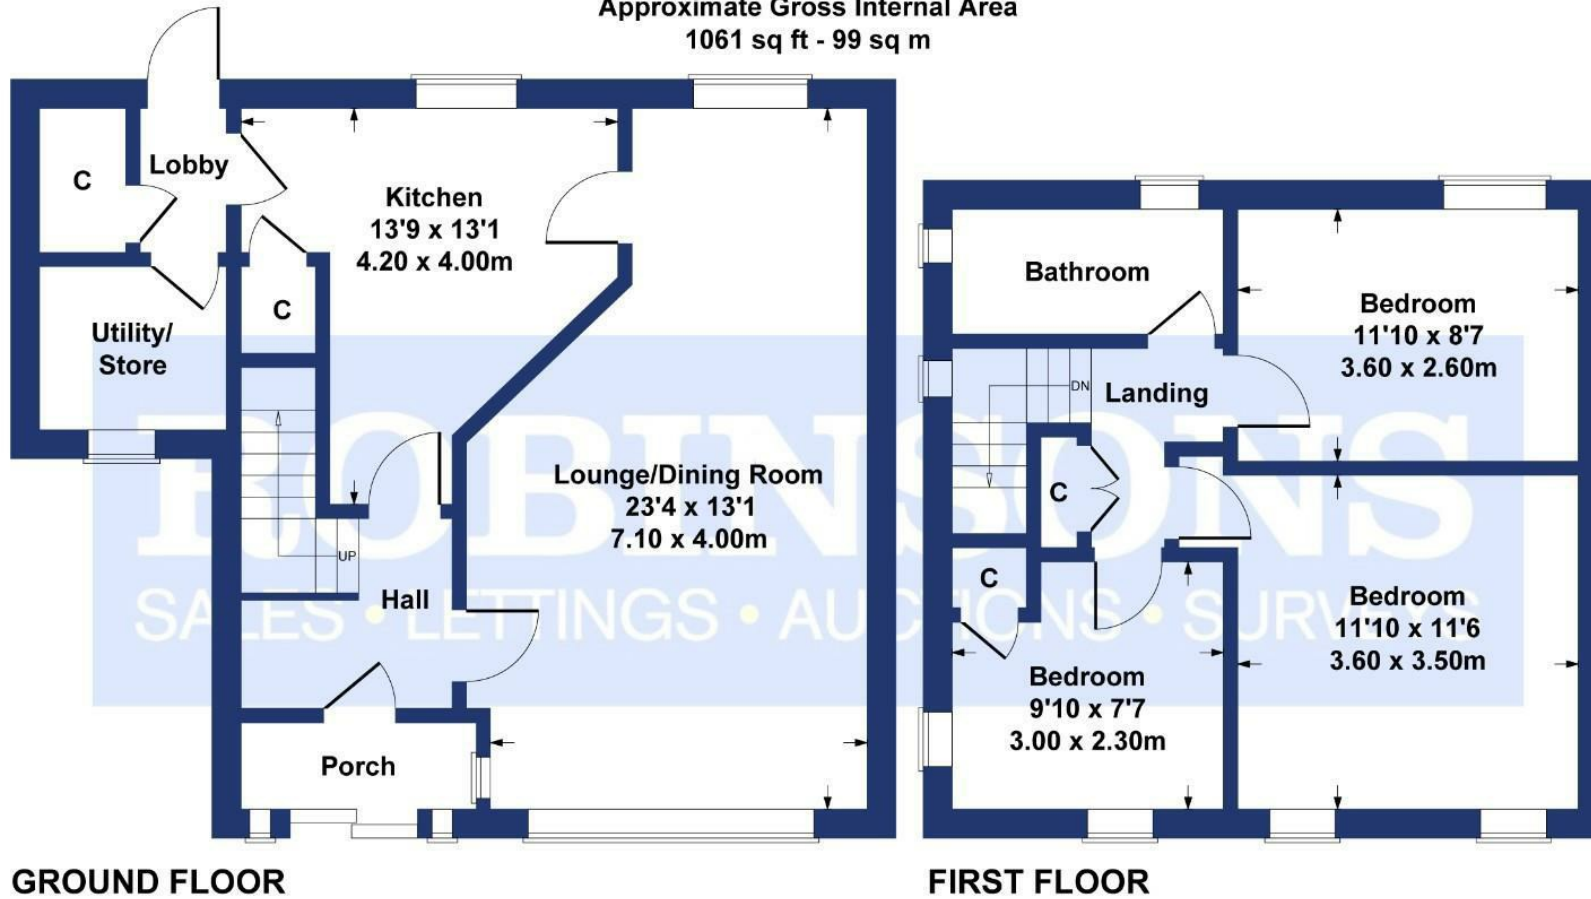 Approximate Gross Internal Area
1061 sq ft - 99 sq m
C
Lobby
Kitchen
13'9 x 13'1
4.20 x 4.00m
C
Utility/
Store
Lounge/Dining Room
23'4 x 13'1
7.10 x 4.00m
UP
Hall
Porch
GROUND FLOOR
Bathroom
Bedroom
11'10 x 8'7
3.60 x 2.60m
DN
Landing
C
C
Bedroom
11'10 x 11'6
3.60 x 3.50m
Bedroom
9'10 x 7'7
3.00 x 2.30m
FIRST FLOOR
ROBINSONS
SALES • LETTINGS • AUCTIONS • SURVEYS